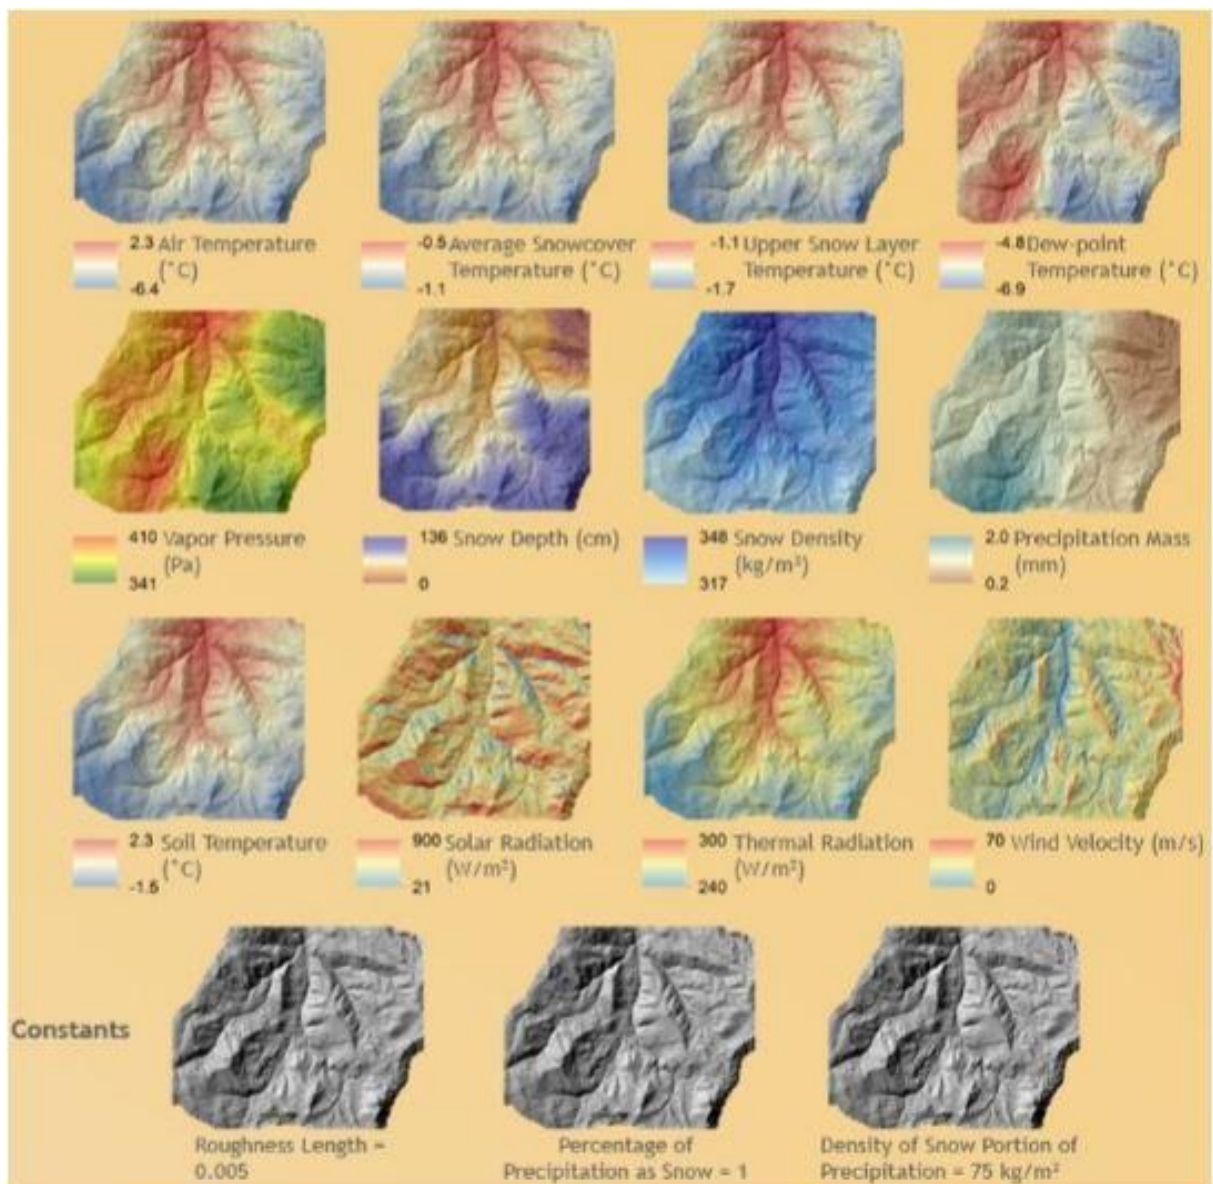 2.3 Air Temperature
(°C)
-6.4
-0.5 Average Snowcover
Temperature (°C)
-1.1
-1.1 Upper Snow Layer
Temperature (°C)
-1.7
-4.8 Dew-point
Temperature (°C)
-6.9
410 Vapor Pressure
(Pa)
341
136 Snow Depth (cm)
0
348 Snow Density
(kg/m³)
317
2.0 Precipitation Mass
(mm)
0.2
2.3 Soil Temperature
(°C)
-1.5
900 Solar Radiation
(W/m²)
21
300 Thermal Radiation
(W/m²)
240
70 Wind Velocity (m/s)
0
Constants
Roughness Length =
0.005
Percentage of
Precipitation as Snow = 1
Density of Snow Portion of
Precipitation = 75 kg/m²